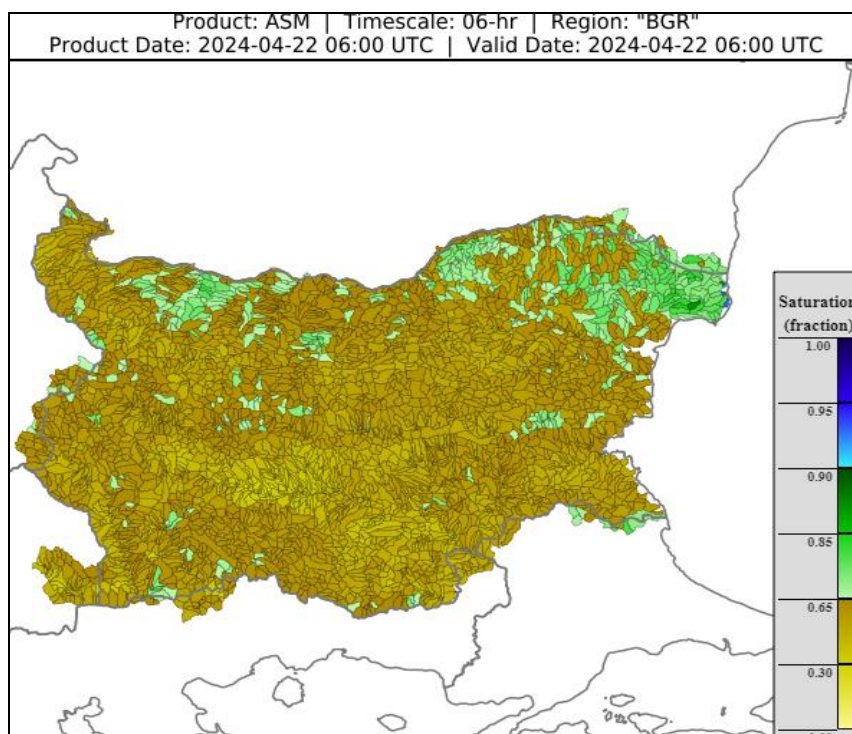 Product: ASM | Timescale: 06-hr | Region: "BGR"
Product Date: 2024-04-22 06:00 UTC | Valid Date: 2024-04-22 06:00 UTC
Saturation
(fraction)
1.00
0.95
0.90
0.85
0.65
0.30